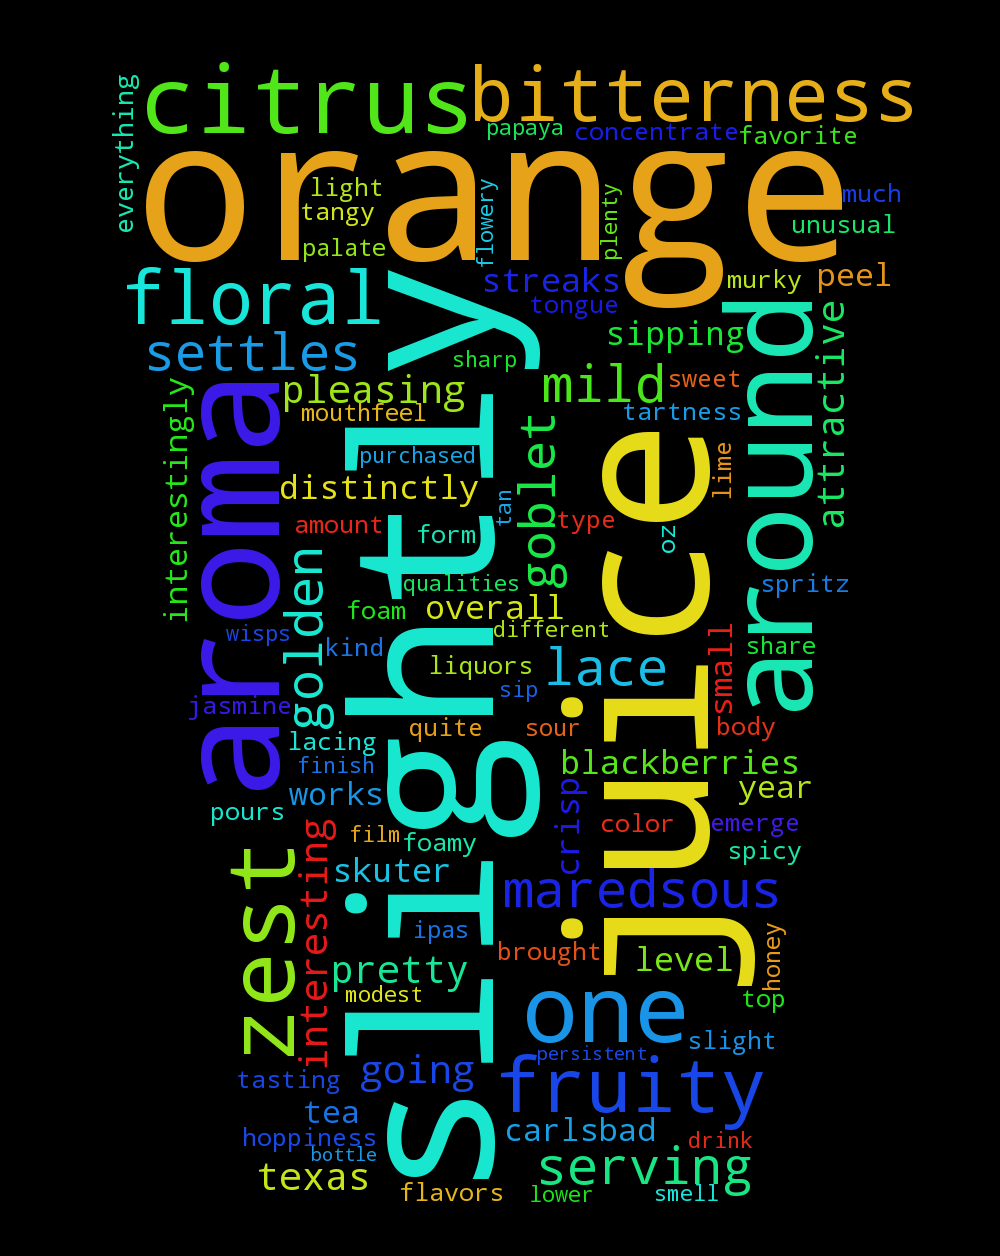 citrus
bitterness
everything
papaya
concentrate
favorite
orange
light
tangy
palate
flowery
plenty
much
unusual
floral
streaks
tongue
murky
peel
settles
sharp
sipping
around
attractive
pleasing
mouthfeel
mild
sweet
tartness
interestingly
aroma
slightly
purchased
distinctly
goblet
juice
lime
tan
amount
form
type
oz
golden
qualities
spritz
foam
overall
different
wisps
kind
liquors
lace
small
share
sip
jasmine
quite
sour
body
lacing
finish
blackberries
works
crisp
year
pours
film
foamy
color
emerge
spicy
zest
interesting
skuter
maredsous
ipas
brought
level
honey
pretty
modest
one
top
slight
persistent
going
fruity
tasting
tea
carlsbad
hoppiness
bottle
drink
texas
serving
flavors
lower
smell